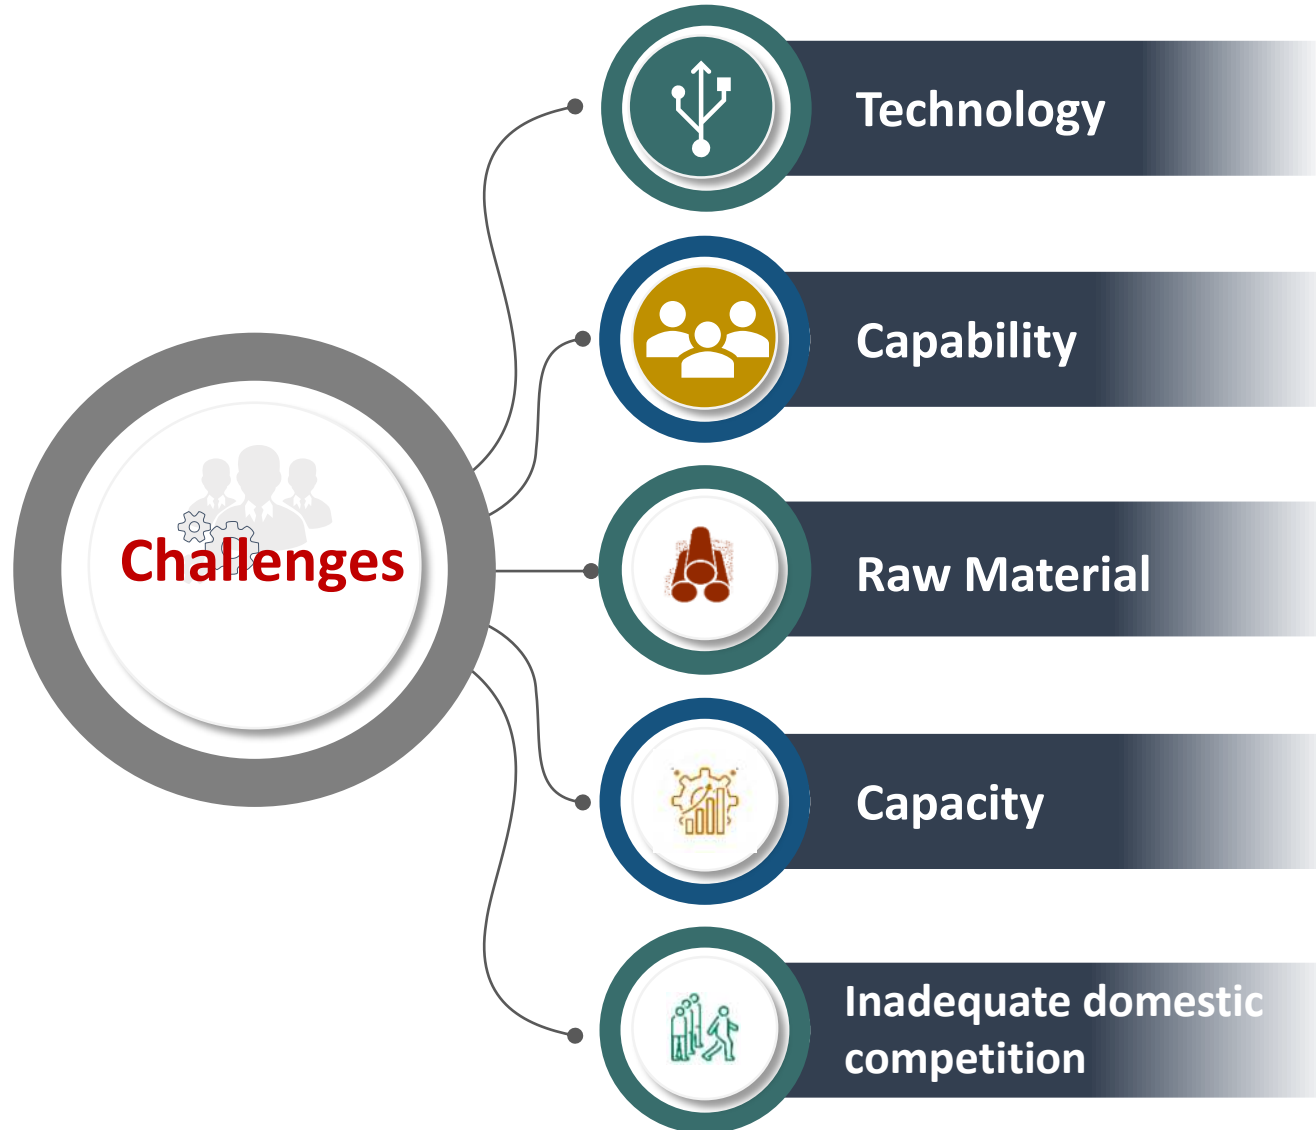 Technology
Capability
Challenges
Raw Material
Capacity
Inadequate domestic
competition